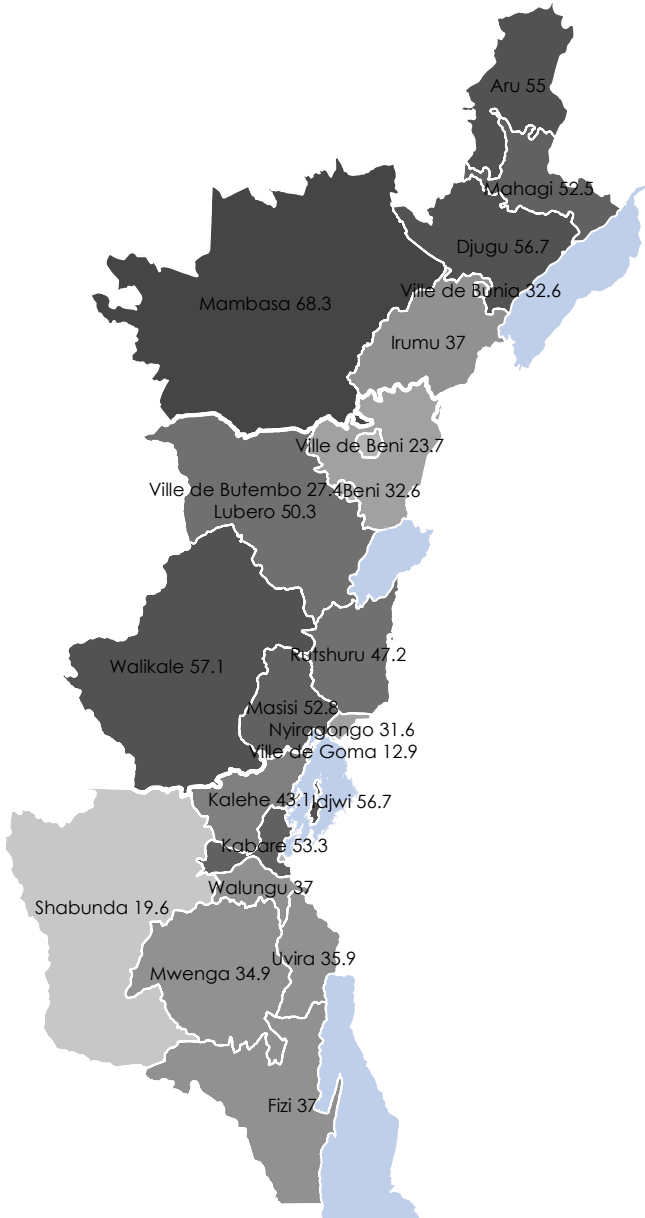 Aru 55
Mahagi 52.5
Djugu 56.7
Ville de Bunia 32.6
Mambasa 68.3
Irumu 37
Ville de Beni 23.7
Ville de Butembo 27.4
Beni 32.6
Lubero 50.3
Rutshuru 47.2
Walikale 57.1
Masisi 52.8
Nyiragongo 31.6
Ville de Goma 12.9
Kalehe 43.1
Idjwi 56.7
Kabare 53.3
Walungu 37
Shabunda 19.6
Uvira 35.9
Mwenga 34.9
Fizi 37